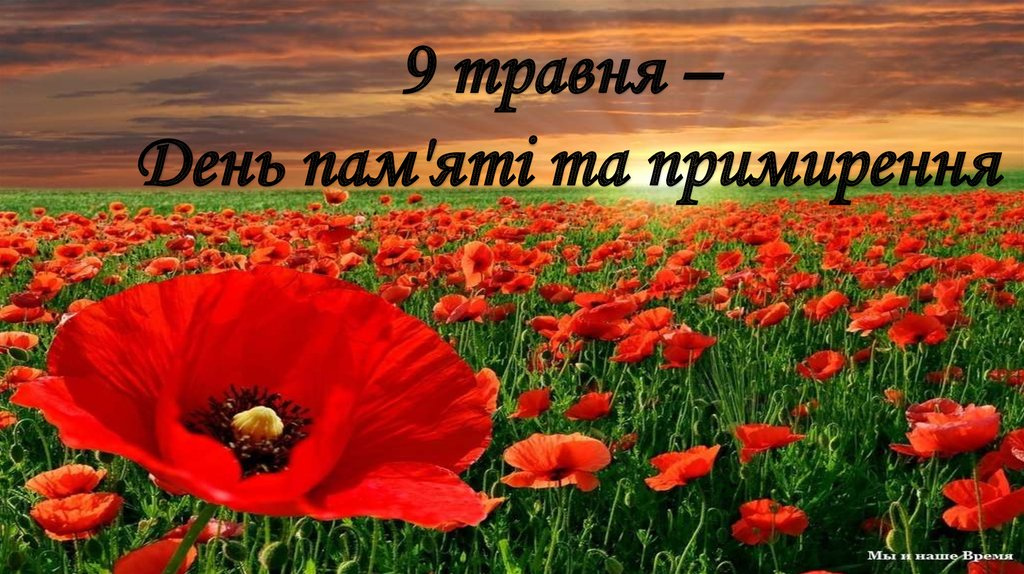 9 травня –
День пам'яті та примирення
Мы и наше Время